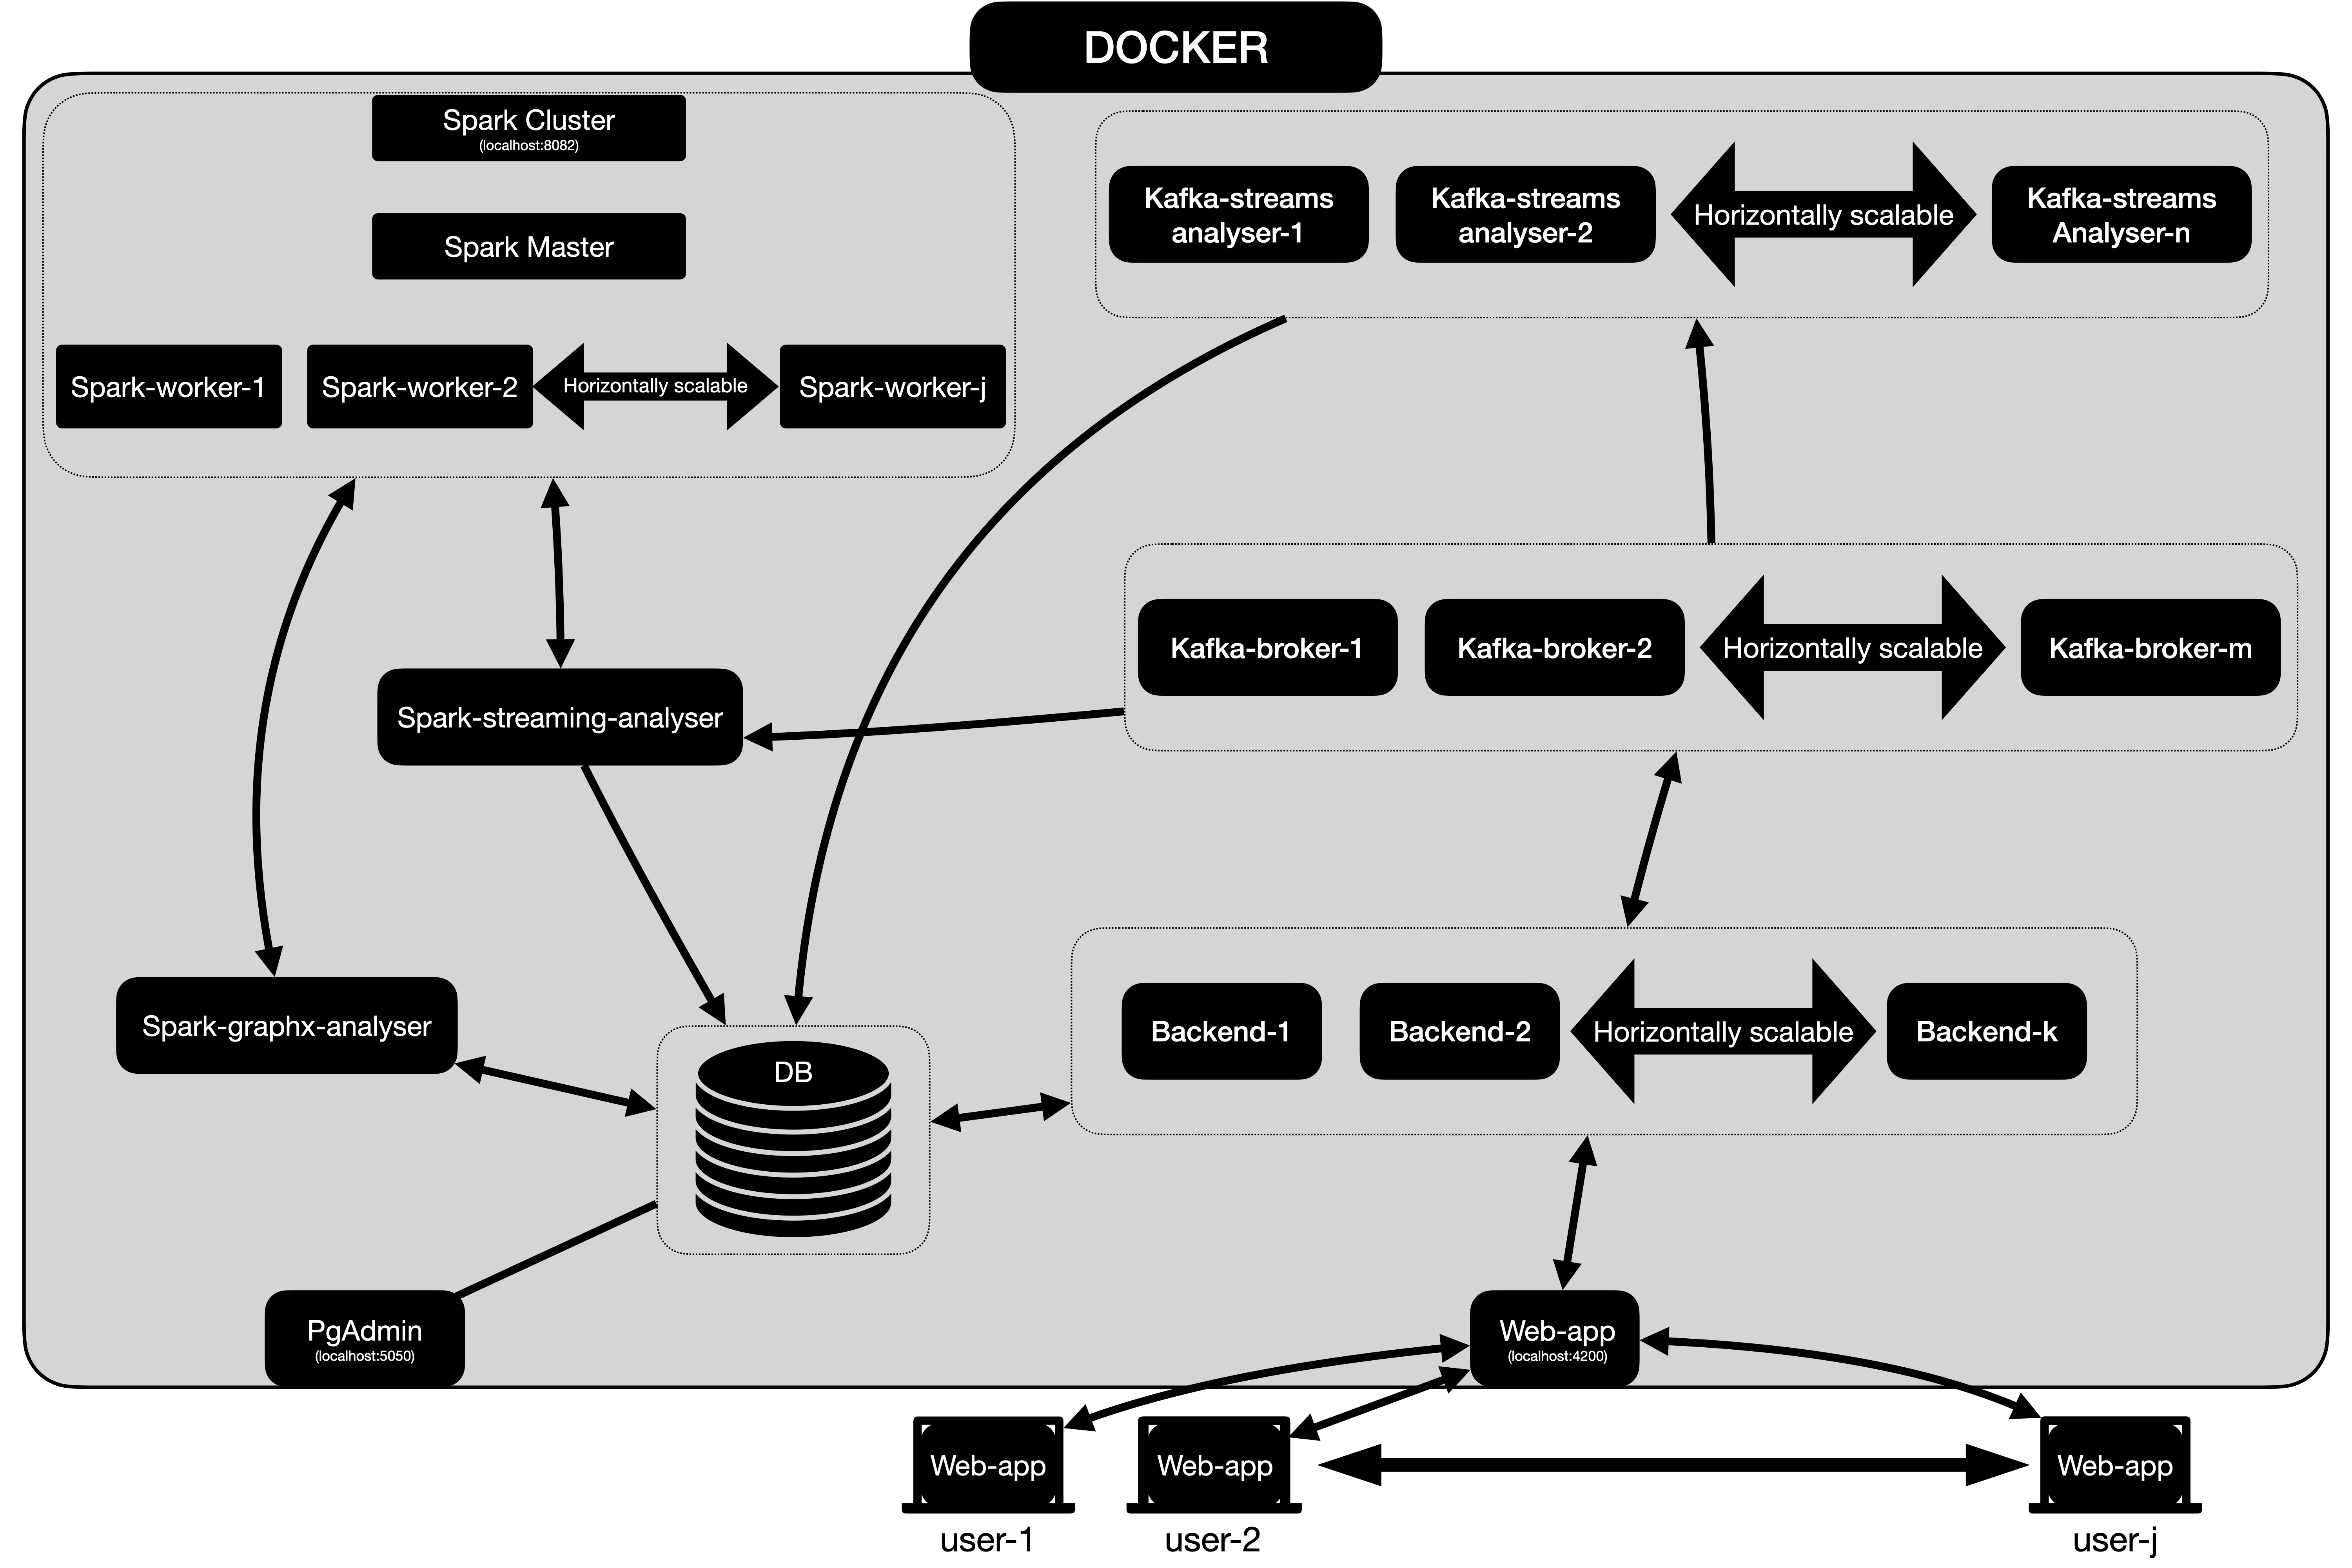 DOCKER
Spark Cluster
(localhost:8082)
Spark Master
Spark-worker-1
Spark-worker-2
Horizontally scalable
Spark-worker-j
Kafka-streams
analyser-1
Kafka-streams
analyser-2
Horizontally scalable
Kafka-streams
Analyser-n
Kafka-broker-1
Kafka-broker-2
Horizontally scalable
Kafka-broker-m
Spark-streaming-analyser
Spark-graphx-analyser
DB
Backend-1
Backend-2
Horizontally scalable
Backend-k
PgAdmin
(localhost:5050)
Web-app
(localhost:4200)
Web-app
user-1
Web-app
user-2
Web-app
user-j